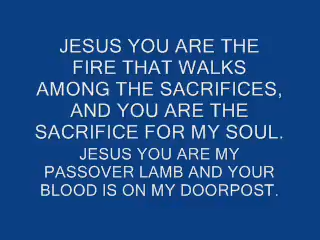 JESUS YOU ARE THE
FIRE THAT WALKS
AMONG THE SACRIFICES,
AND YOU ARE THE
SACRIFICE FOR MY SOUL.
JESUS YOU ARE MY
PASSOVER LAMB AND YOUR
BLOOD IS ON MY DOORPOST.